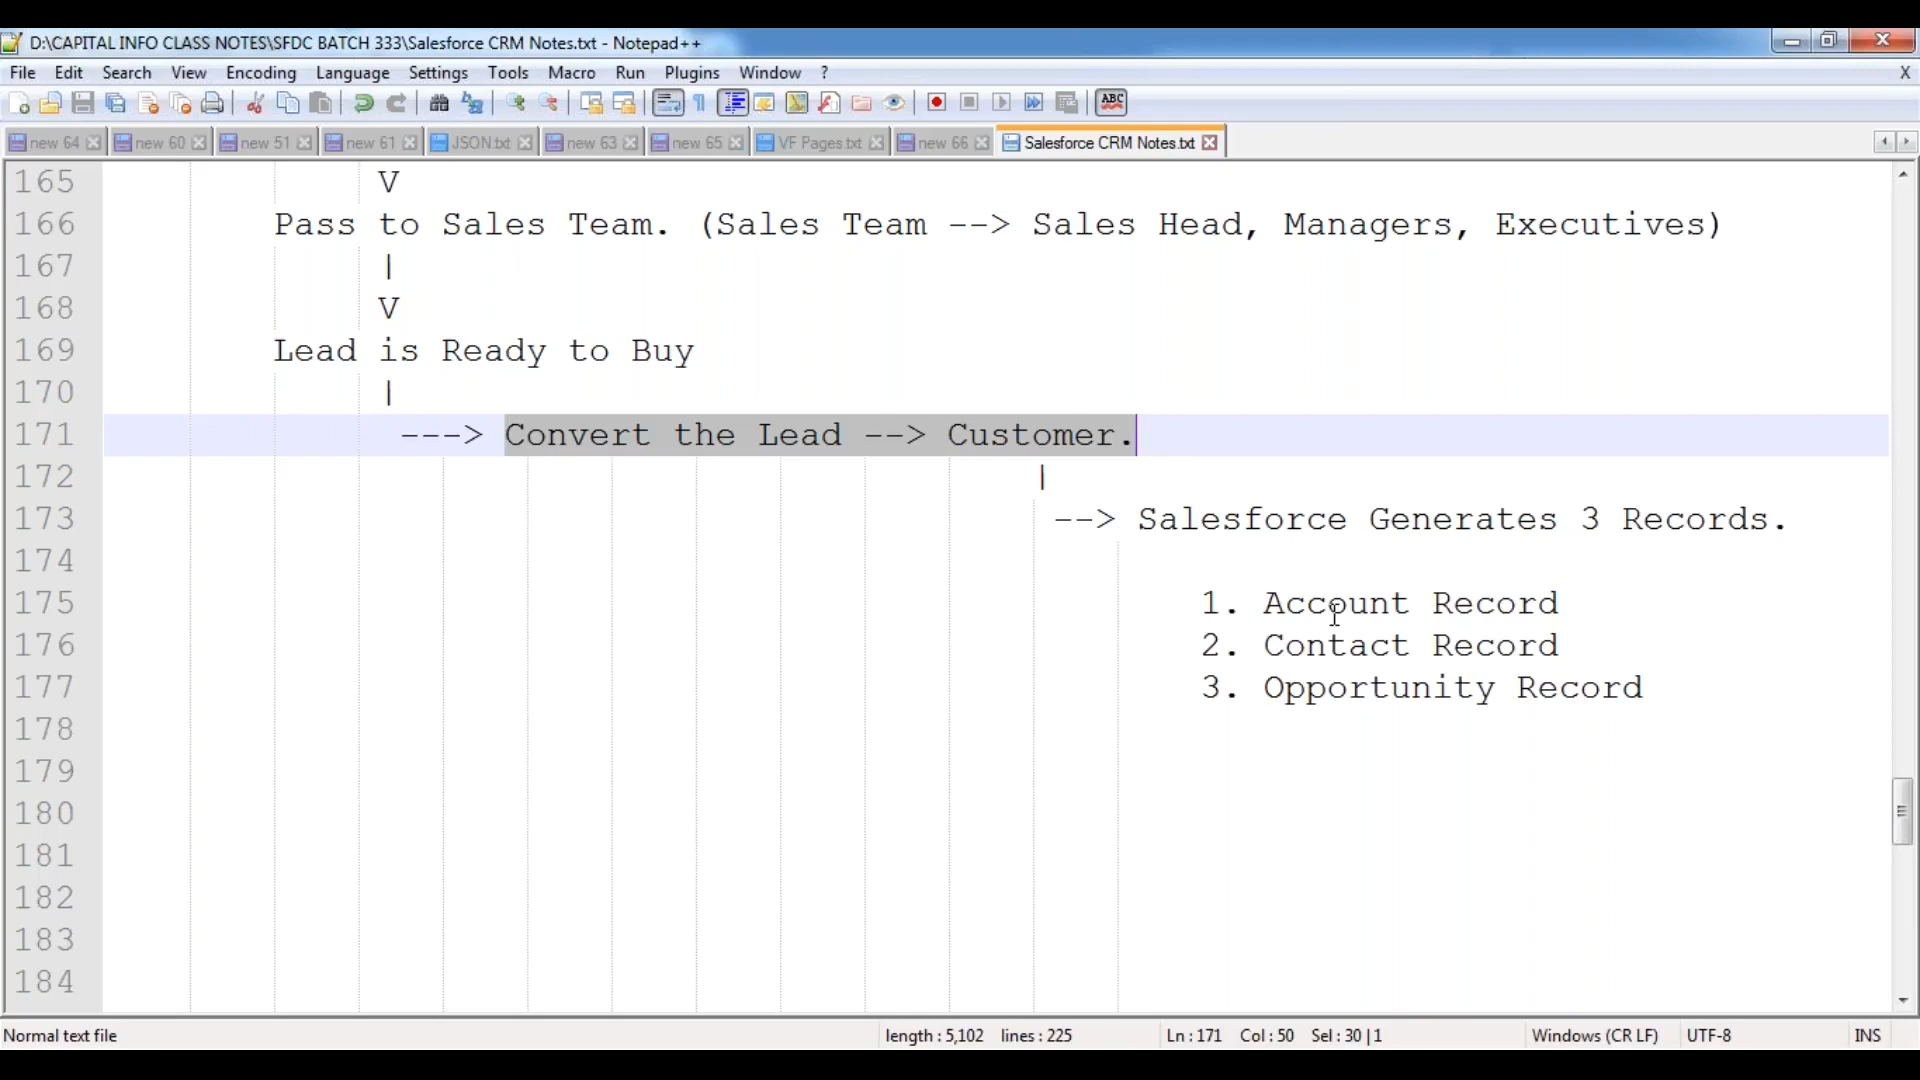 D:\CAPITAL INFO CLASS NOTES\SFDC BATCH 333\Salesforce CRM Notes.txt - Notepad++
File Edit Search View Encoding Language Settings Tools Macro Run Plugins Window ? X
ABC
new 64 new 60 new 51 new 61 JSON.txt new 63 new 65 VF Pages.txt new 66 Salesforce CRM Notes.txt
165 V
166 Pass to Sales Team. (Sales Team --> Sales Head, Managers, Executives)
167 |
168 V
169 Lead is Ready to Buy
170 |
171 ---> Convert the Lead --> Customer.
172 |
173 --> Salesforce Generates 3 Records.
174
175 1. Account Record
176 2. Contact Record
177 3. Opportunity Record
178
179
180
181
182
183
184
Normal text file length : 5,102 lines : 225 Ln : 171 Col : 50 Sel : 30 | 1 Windows (CR LF) UTF-8 INS